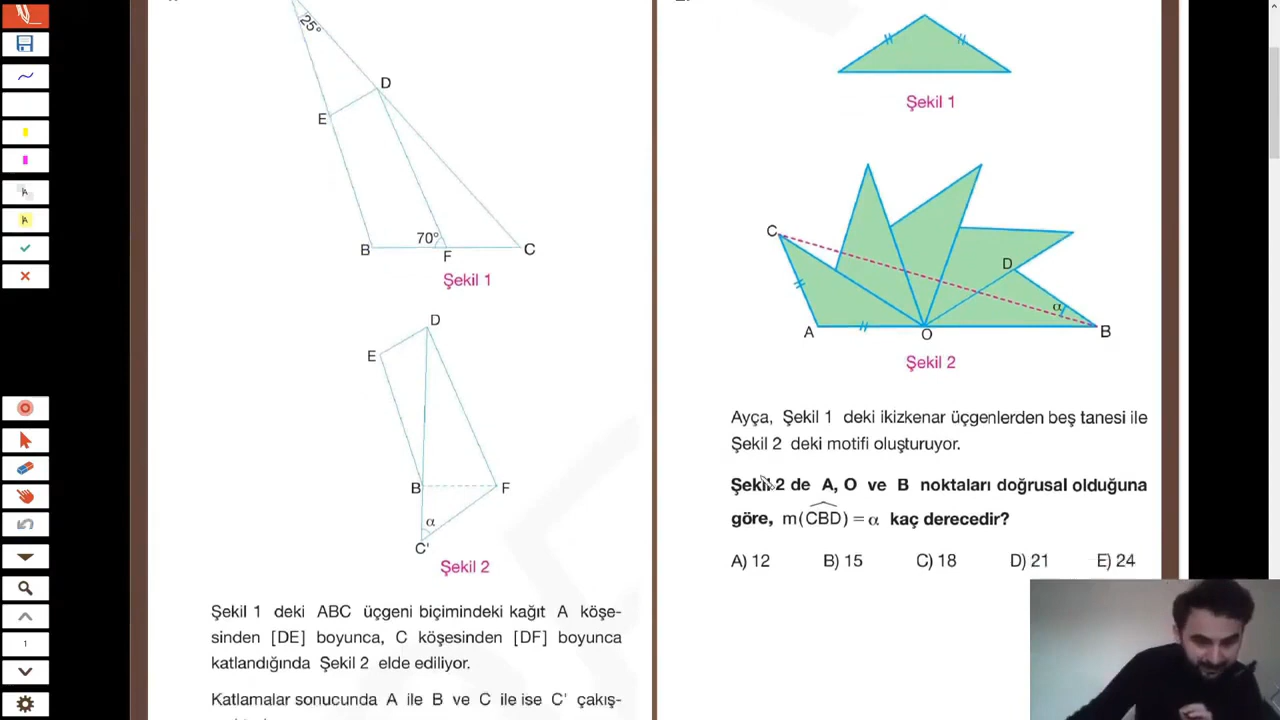 25°
D
E
70°
B
F
C
Şekil 1
D
E
B
F
α
C'
Şekil 2
Şekil 1 deki ABC üçgeni biçimindeki kağıt A köşe-
sinden [DE] boyunca, C köşesinden [DF] boyunca
katlandığında Şekil 2 elde ediliyor.
Katlamalar sonucunda A ile B ve C ile ise C' çakış-
Şekil 1
C
D
α
A
O
B
Şekil 2
Ayça, Şekil 1 deki ikizkenar üçgenlerden beş tanesi ile
Şekil 2 deki motifi oluşturuyor.
Şekil 2 de A, O ve B noktaları doğrusal olduğuna
göre, m(CBD) = α kaç derecedir?
A) 12 B) 15 C) 18 D) 21 E) 24
A
A
1